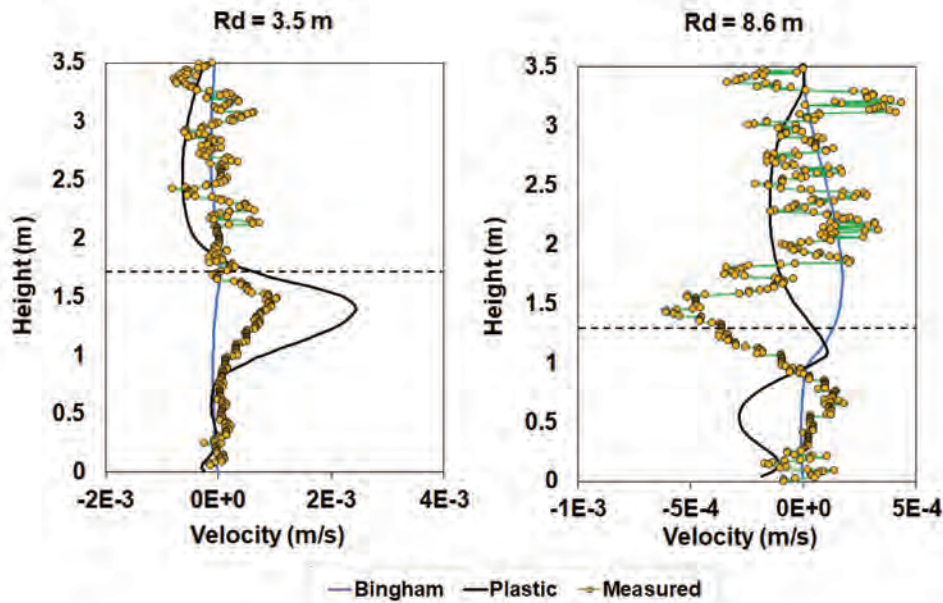 Rd = 3.5 m
3.5
3
2.5
2
1.5
1
0.5
0
Height (m)
-2E-3 0E+0 2E-3 4E-3
Velocity (m/s)
Rd = 8.6 m
3.5
3
2.5
2
1.5
1
0.5
0
Height (m)
-1E-3 -5E-4 0E+0 5E-4
Velocity (m/s)
Bingham Plastic Measured